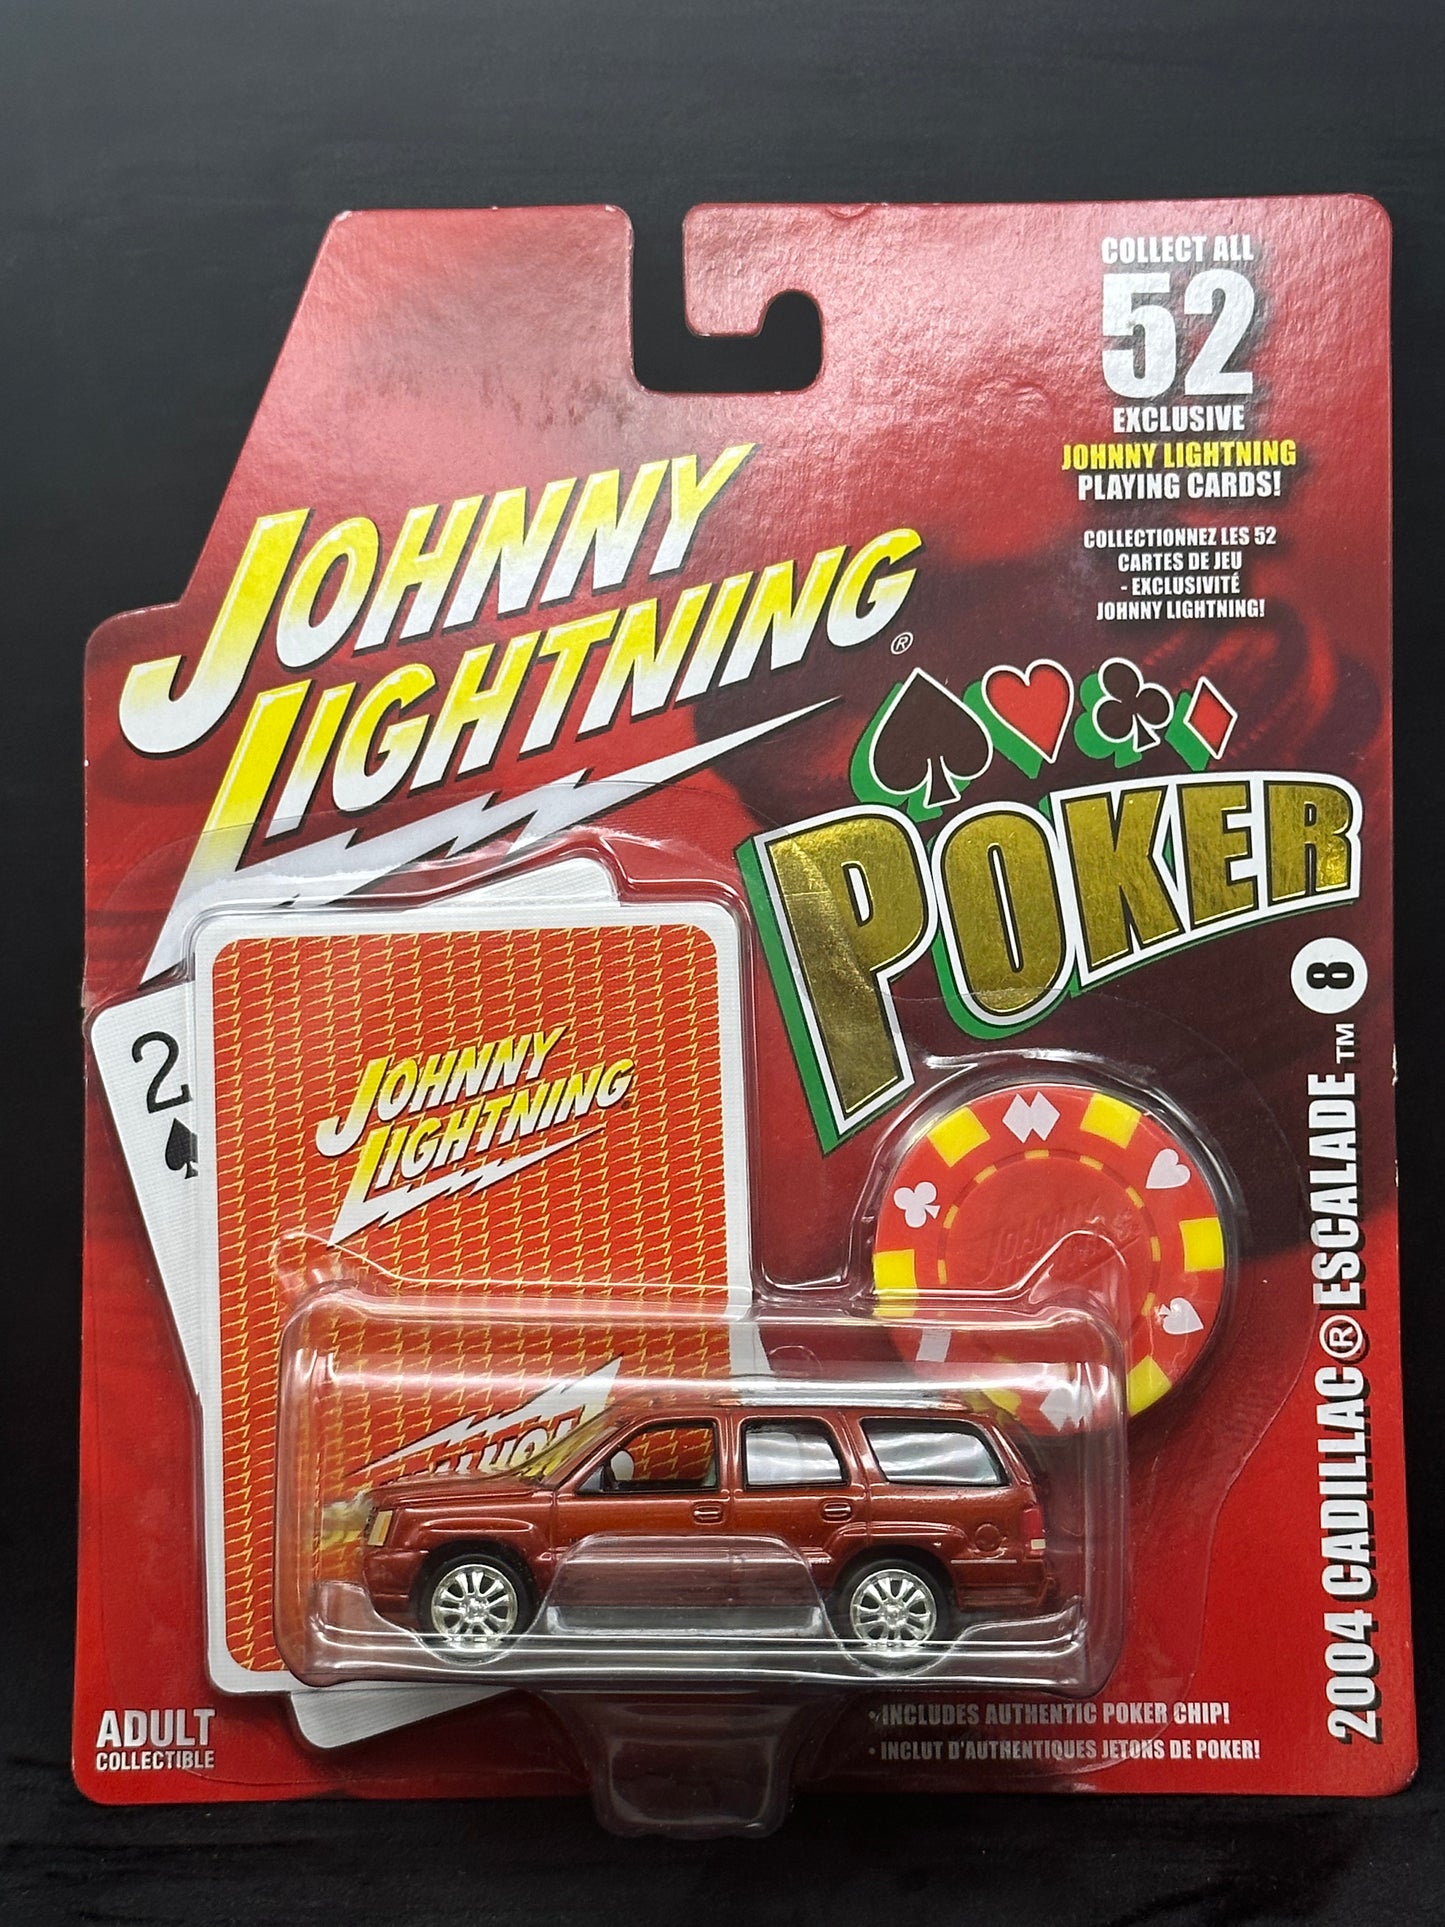 COLLECT ALL
52
EXCLUSIVE
JOHNNY LIGHTNING
PLAYING CARDS!
COLLECTIONNEZ LES 52
CARTES DE JEU
- EXCLUSIVITÉ
JOHNNY LIGHTNING!
JOHNNY
LIGHTNING®
POKER
2
JOHNNY
LIGHTNING
2004 CADILLAC® ESCALADE™ 8
ADULT
COLLECTIBLE
• INCLUDES AUTHENTIC POKER CHIP!
• INCLUT D'AUTHENTIQUES JETONS DE POKER!